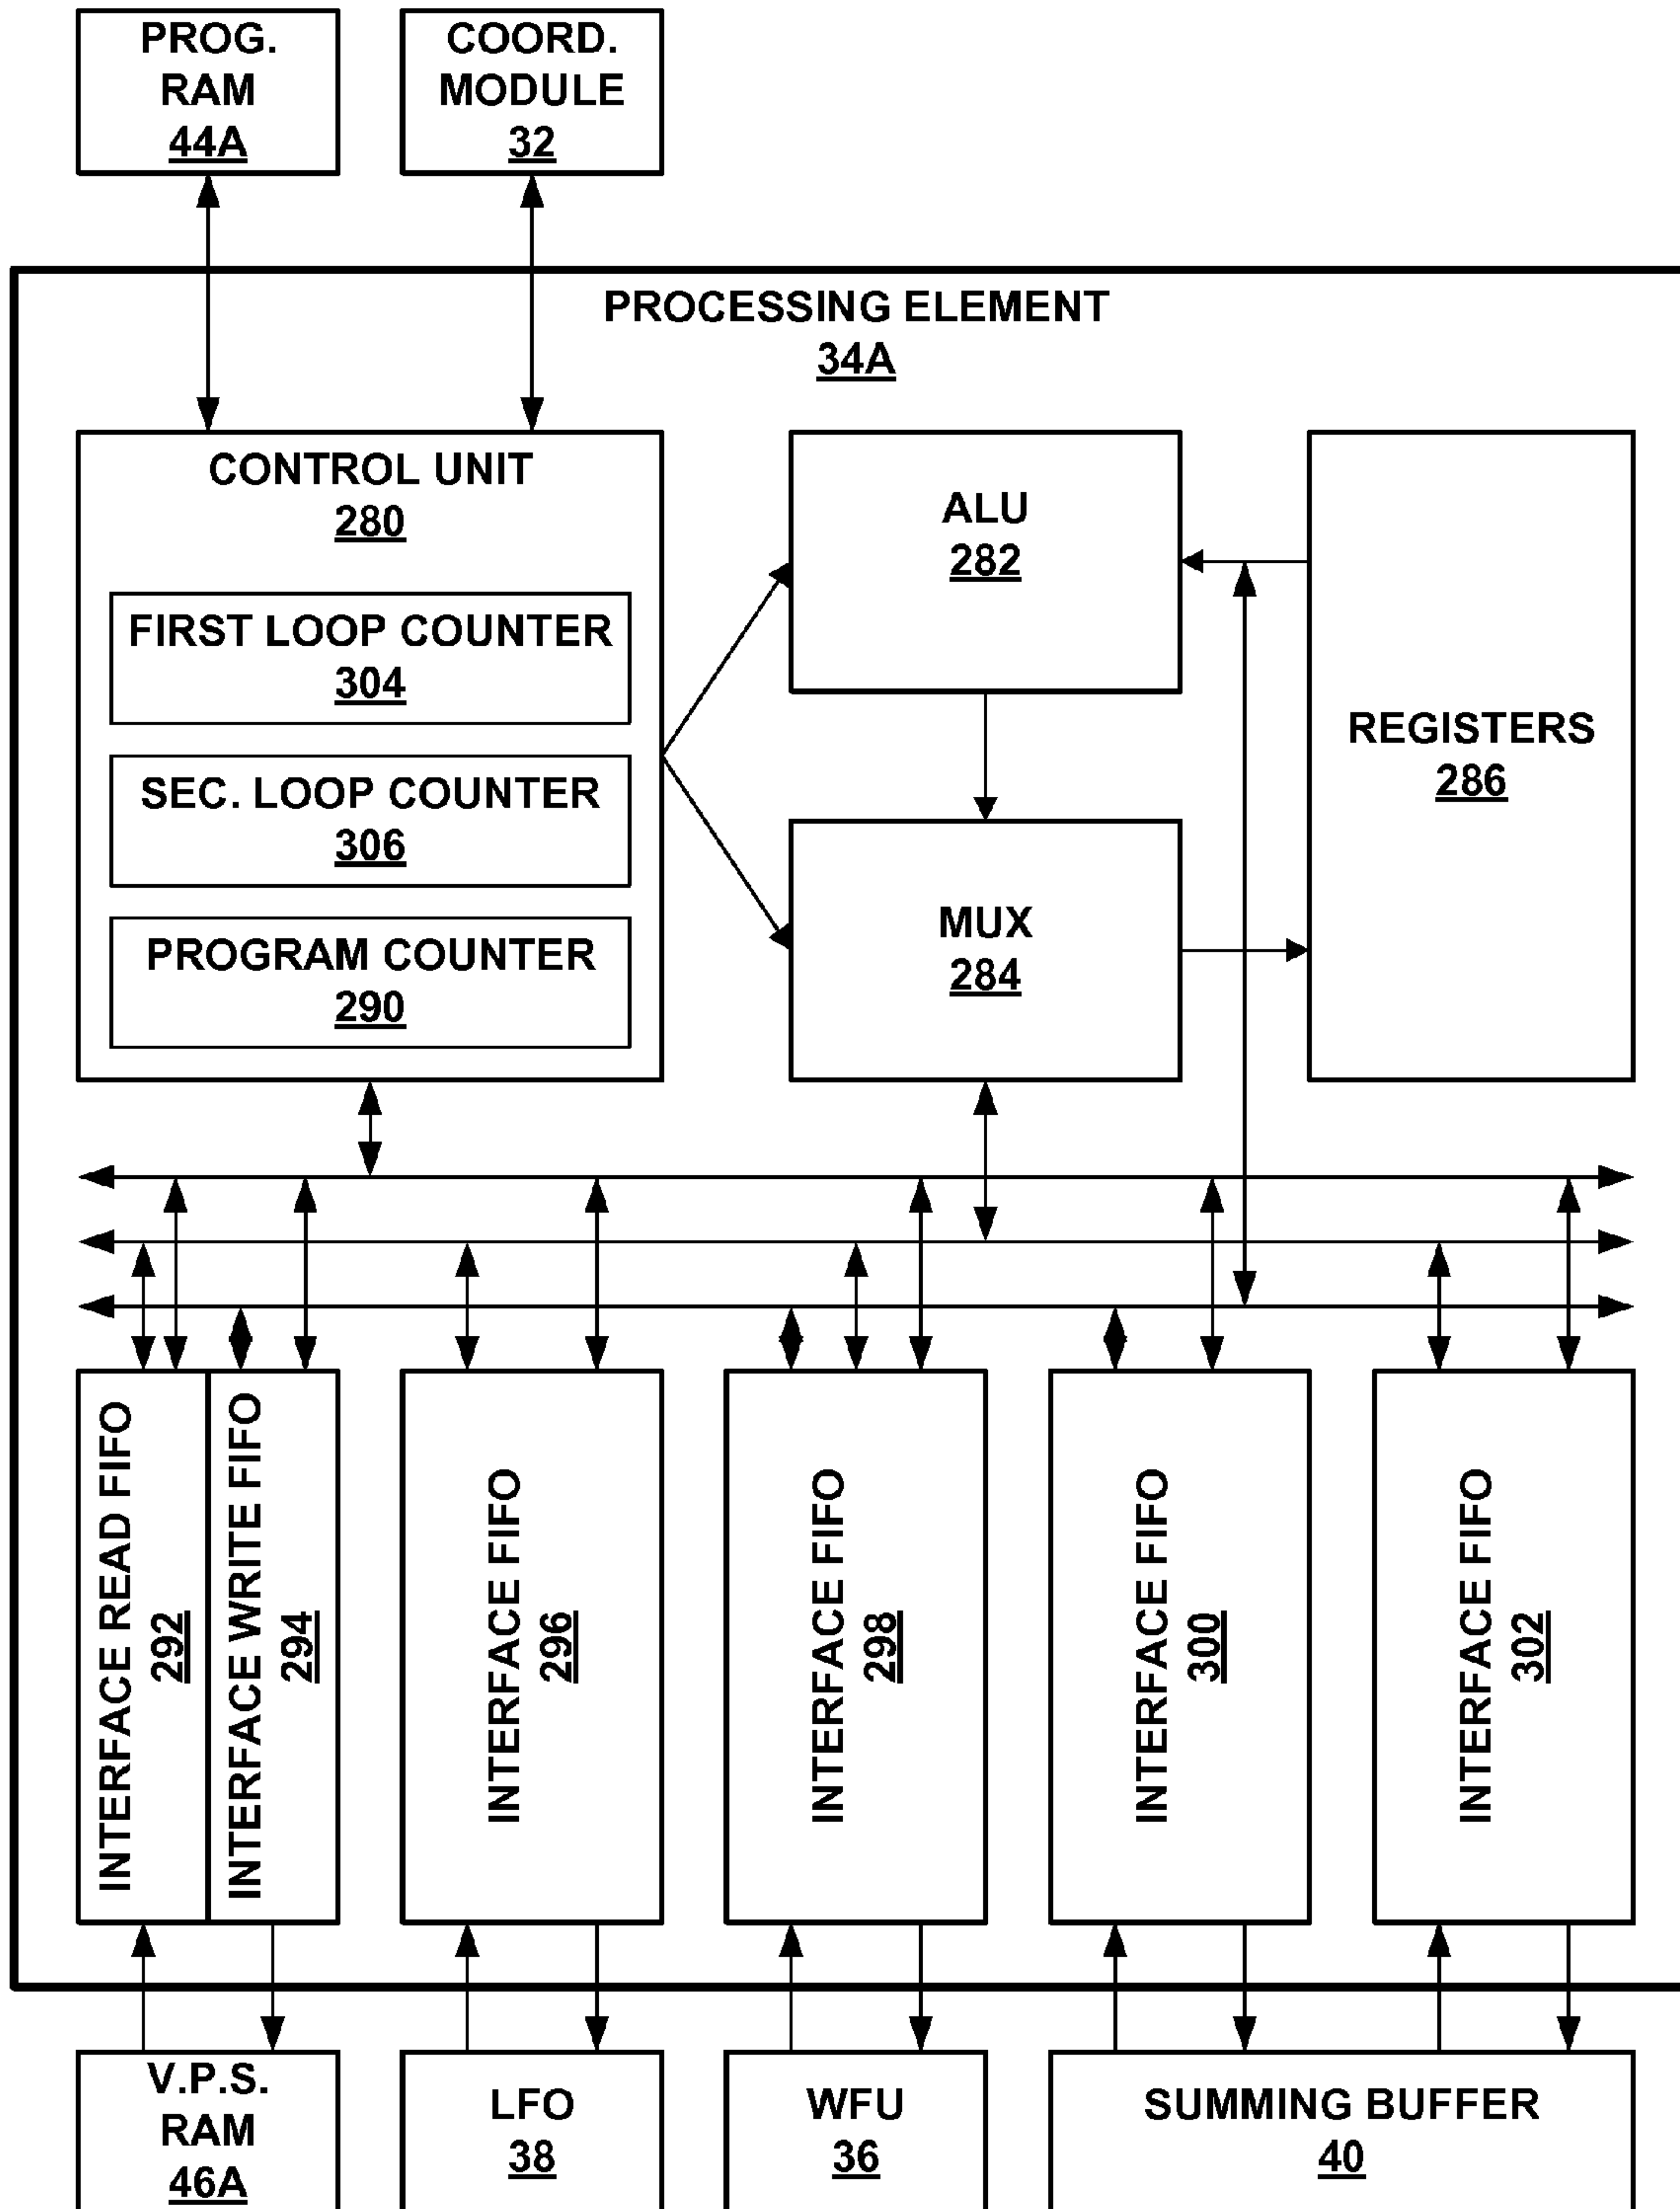 PROG.
RAM
44A
COORD.
MODULE
32
PROCESSING ELEMENT
34A
CONTROL UNIT
280
FIRST LOOP COUNTER
304
SEC. LOOP COUNTER
306
PROGRAM COUNTER
290
ALU
282
MUX
284
REGISTERS
286
INTERFACE READ FIFO
292
INTERFACE WRITE FIFO
294
INTERFACE FIFO
296
INTERFACE FIFO
298
INTERFACE FIFO
300
INTERFACE FIFO
302
V.P.S.
RAM
46A
LFO
38
WFU
36
SUMMING BUFFER
40